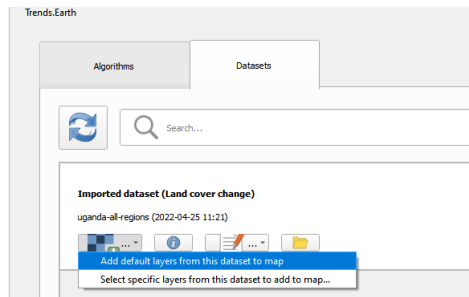 Trends.Earth
Algorithms
Datasets
Search...
Imported dataset (Land cover change)
uganda-all-regions (2022-04-25 11:21)
... ...
Add default layers from this dataset to map
Select specific layers from this dataset to add to map...